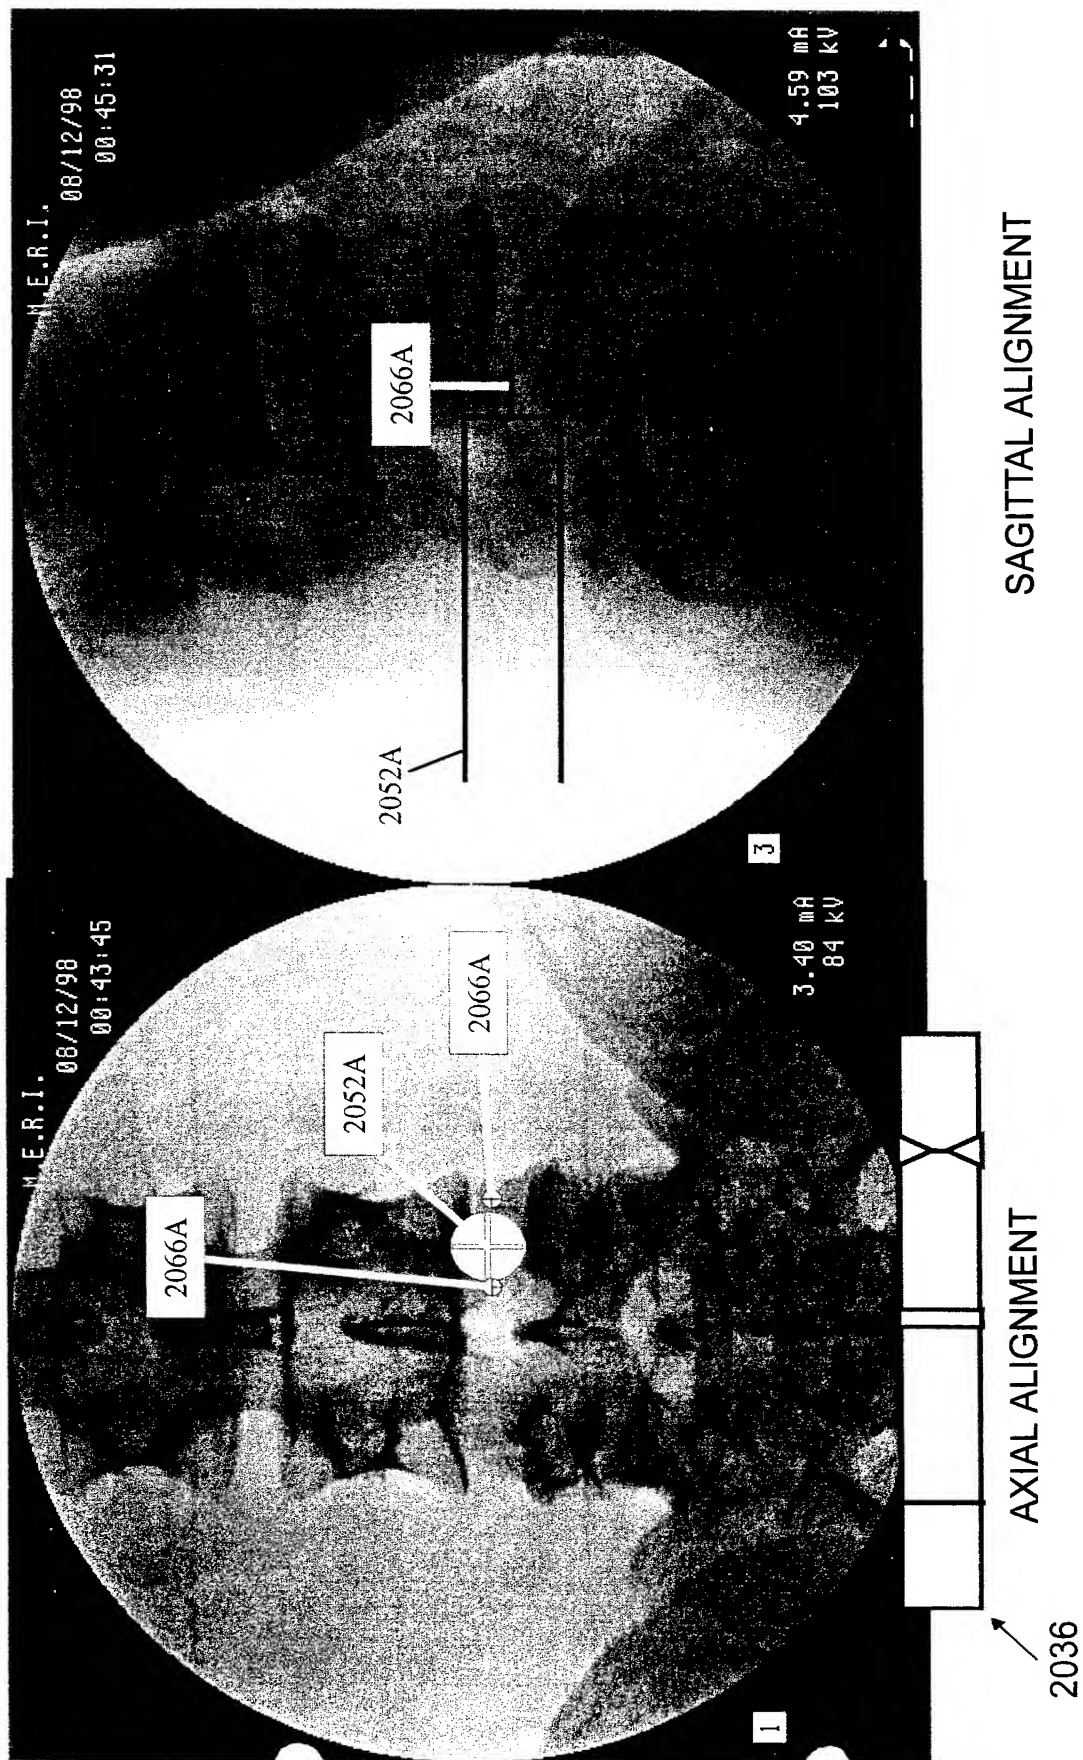 M.E.R.I.
08/12/98
00:43:45
2066A
2052A
2066A
3.40 mA
84 kV
1
AXIAL ALIGNMENT
2036
M.E.R.I.
08/12/98
00:45:31
2066A
2052A
4.59 mA
103 kV
3
SAGITTAL ALIGNMENT